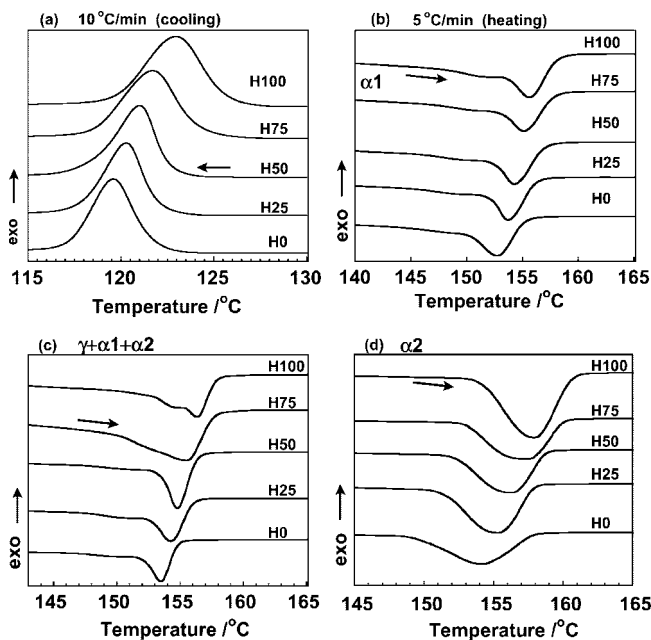 (a) 10 °C/min (cooling)
H100
H75
H50
H25
H0
exo
115 120 125 130
Temperature /°C
(b) 5 °C/min (heating)
H100
α1
H75
H50
H25
H0
exo
140 145 150 155 160 165
Temperature /°C
(c) γ+α1+α2
H100
H75
H50
H25
H0
exo
145 150 155 160 165
Temperature /°C
(d) α2
H100
H75
H50
H25
H0
exo
145 150 155 160 165
Temperature /°C